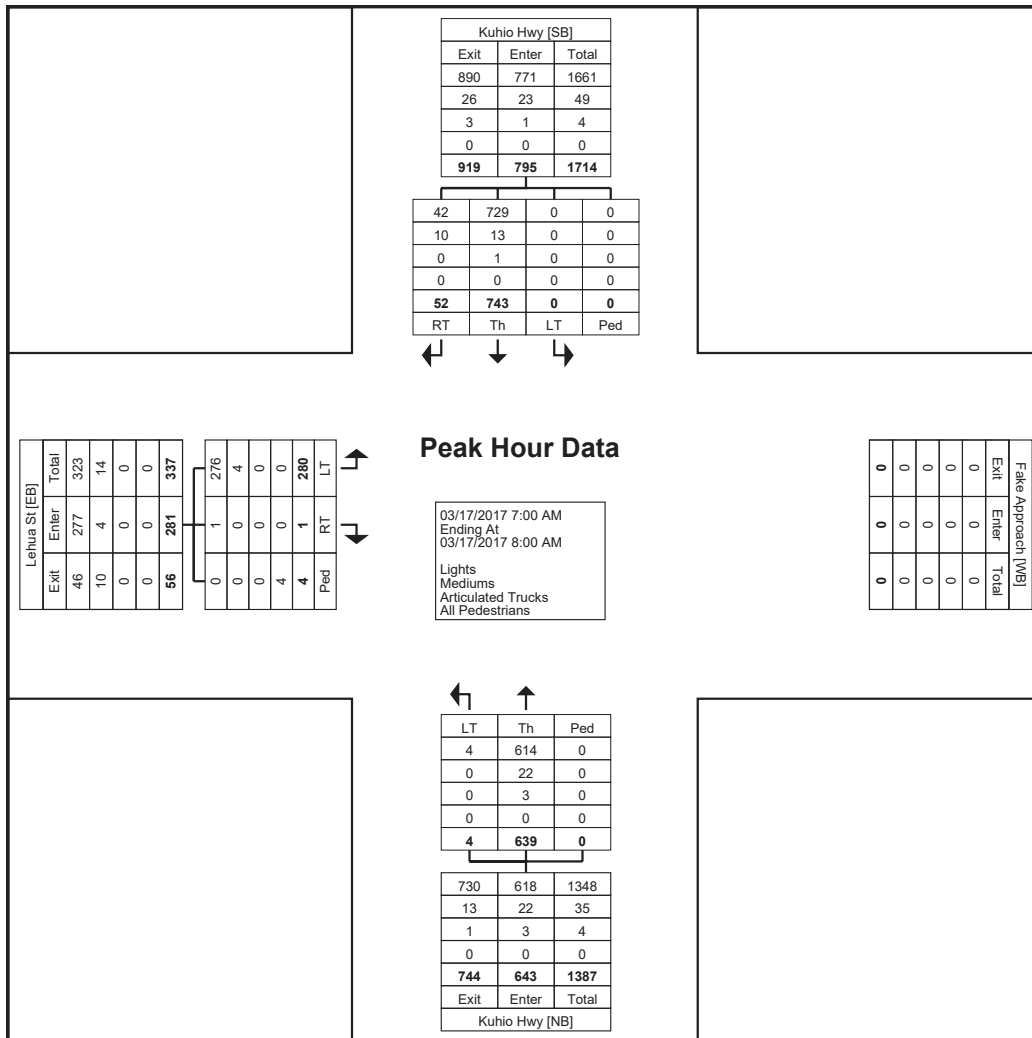 Kuhio Hwy [SB]
Exit Enter Total
890 771 1661
26 23 49
3 1 4
0 0 0
919 795 1714
42 729 0 0
10 13 0 0
0 1 0 0
0 0 0 0
52 743 0 0
RT Th LT Ped
Lehua St [EB]
Total 323 14 0 0 337
Enter 277 4 0 0 281
Exit 46 10 0 0 56
276 4 0 0 280 LT
1 0 0 0 1 RT
0 0 0 4 4 Ped
Peak Hour Data
03/17/2017 7:00 AM
Ending At
03/17/2017 8:00 AM
Lights
Mediums
Articulated Trucks
All Pedestrians
Fake Approach [WB]
Exit Enter Total
0 0 0
0 0 0
0 0 0
0 0 0
0 0 0
LT Th Ped
4 614 0
0 22 0
0 3 0
0 0 0
4 639 0
730 618 1348
13 22 35
1 3 4
0 0 0
744 643 1387
Exit Enter Total
Kuhio Hwy [NB]